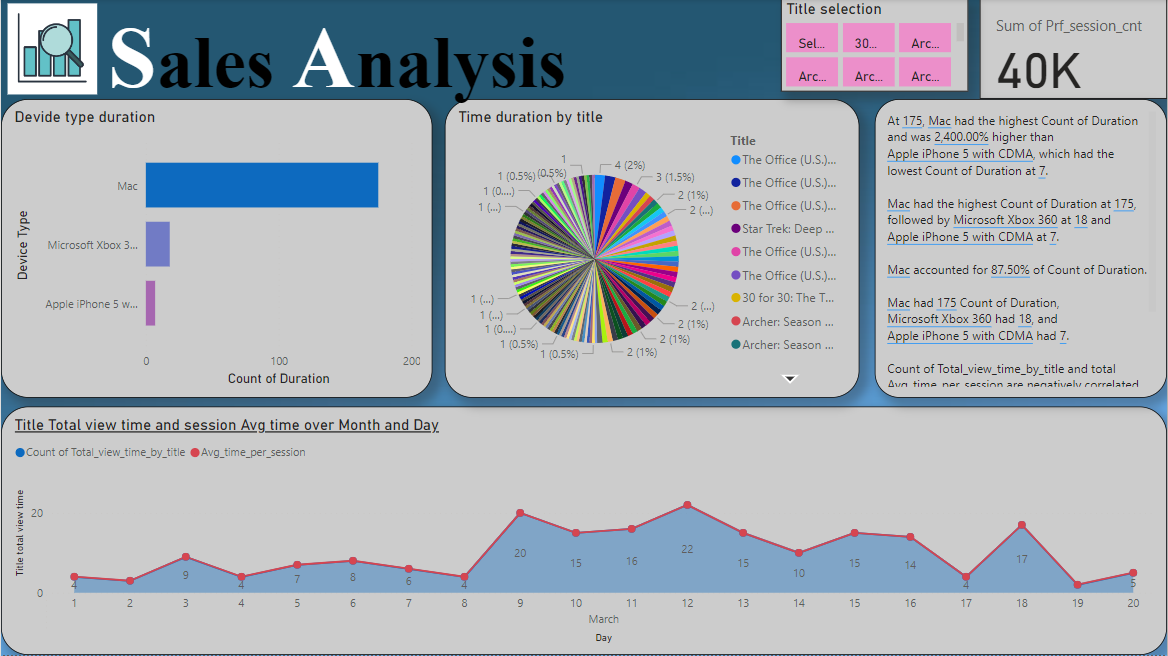 Sales Analysis
Title selection
Sel...
30...
Arc...
Arc...
Arc...
Arc...
Sum of Prf_session_cnt
40K
Devide type duration
Device Type
Mac
Microsoft Xbox 3...
Apple iPhone 5 w...
0
100
200
Count of Duration
Time duration by title
1
4 (2%)
3 (1.5%)
2 (1%)
2 (...)
2 (...)
2 (1%)
2 (1%)
2 (1%)
1 (0.5%)
1 (0.5%)
1 (0....)
1 (...)
1 (...)
1 (...)
1 (0....)
1 (0.5%)
(0.5%)
Title
The Office (U.S.)...
The Office (U.S.)...
The Office (U.S.)...
Star Trek: Deep ...
The Office (U.S.)...
The Office (U.S.)...
30 for 30: The T...
Archer: Season ...
Archer: Season ...
At 175, Mac had the highest Count of Duration
and was 2,400.00% higher than
Apple iPhone 5 with CDMA, which had the
lowest Count of Duration at 7.
Mac had the highest Count of Duration at 175,
followed by Microsoft Xbox 360 at 18 and
Apple iPhone 5 with CDMA at 7.
Mac accounted for 87.50% of Count of Duration.
Mac had 175 Count of Duration,
Microsoft Xbox 360 had 18, and
Apple iPhone 5 with CDMA had 7.
Count of Total_view_time_by_title and total
Avg_time_per_session are negatively correlated
Title Total view time and session Avg time over Month and Day
Count of Total_view_time_by_title
Avg_time_per_session
Title total view time
20
0
4 9 4 7 8 6 4 20 15 16 22 15 10 15 14 4 17 5
1 2 3 4 5 6 7 8 9 10 11 12 13 14 15 16 17 18 19 20
March
Day